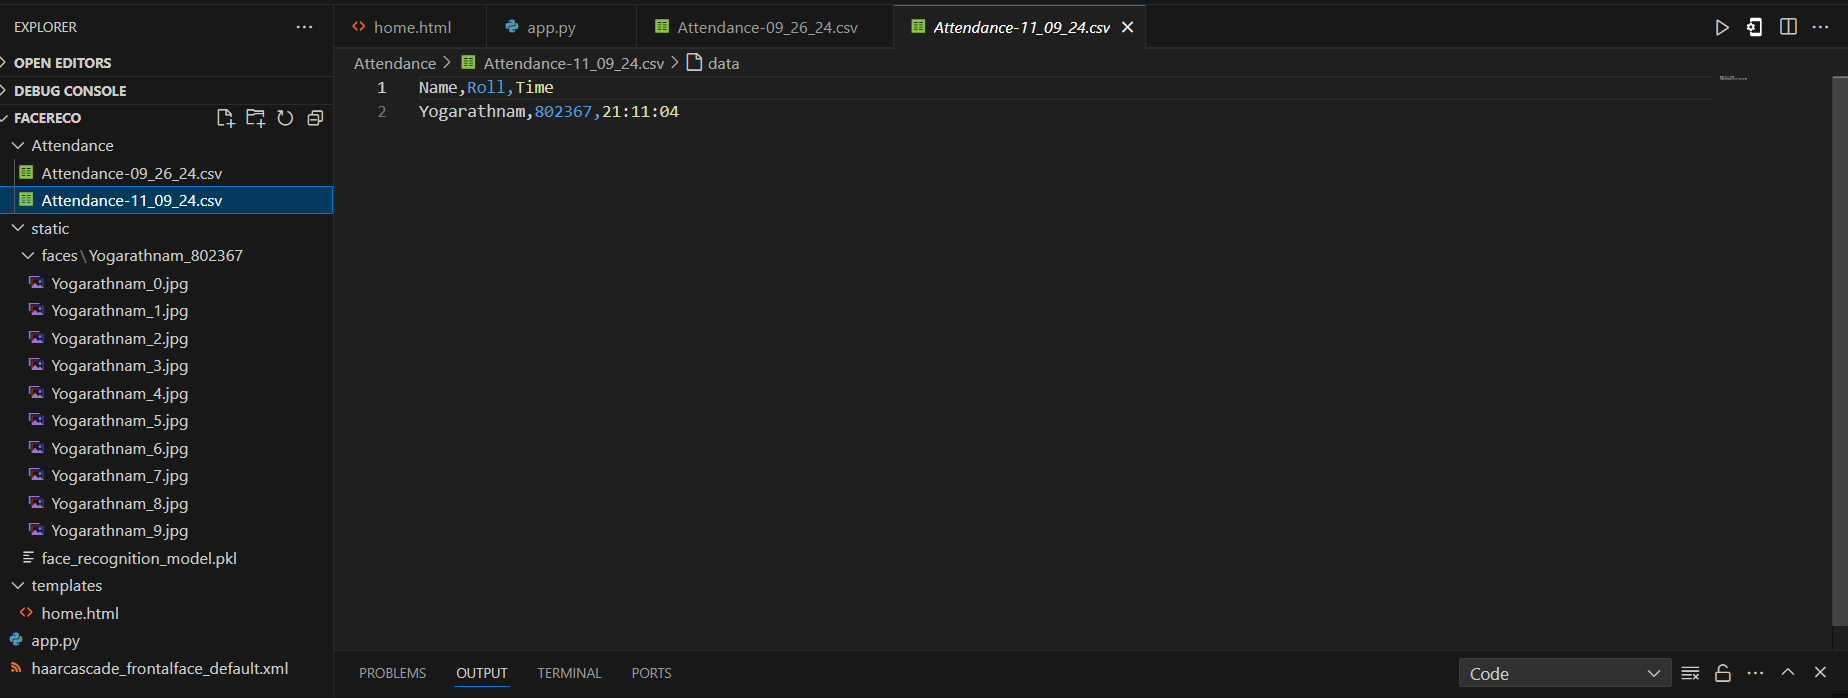 EXPLORER
OPEN EDITORS
DEBUG CONSOLE
FACERECO
Attendance
Attendance-09_26_24.csv
Attendance-11_09_24.csv
static
faces\Yogarathnam_802367
Yogarathnam_0.jpg
Yogarathnam_1.jpg
Yogarathnam_2.jpg
Yogarathnam_3.jpg
Yogarathnam_4.jpg
Yogarathnam_5.jpg
Yogarathnam_6.jpg
Yogarathnam_7.jpg
Yogarathnam_8.jpg
Yogarathnam_9.jpg
face_recognition_model.pkl
templates
home.html
app.py
haarcascade_frontalface_default.xml
home.html app.py Attendance-09_26_24.csv Attendance-11_09_24.csv
Attendance > Attendance-11_09_24.csv > data
1 Name,Roll,Time
2 Yogarathnam,802367,21:11:04
PROBLEMS OUTPUT TERMINAL PORTS Code